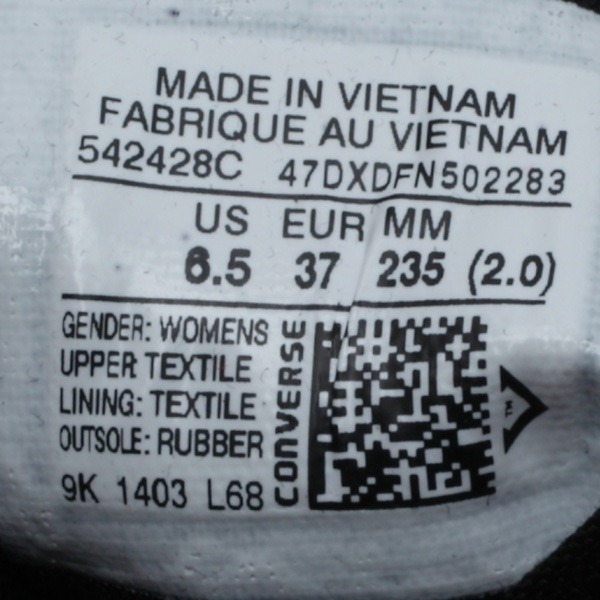 MADE IN VIETNAM
FABRIQUE AU VIETNAM
542428C 47DXDFN502283
US EUR MM
6.5 37 235 (2.0)
GENDER: WOMENS
UPPER TEXTILE
LINING: TEXTILE
OUTSOLE: RUBBER
9K 1403 L68
CONVERSE
TM